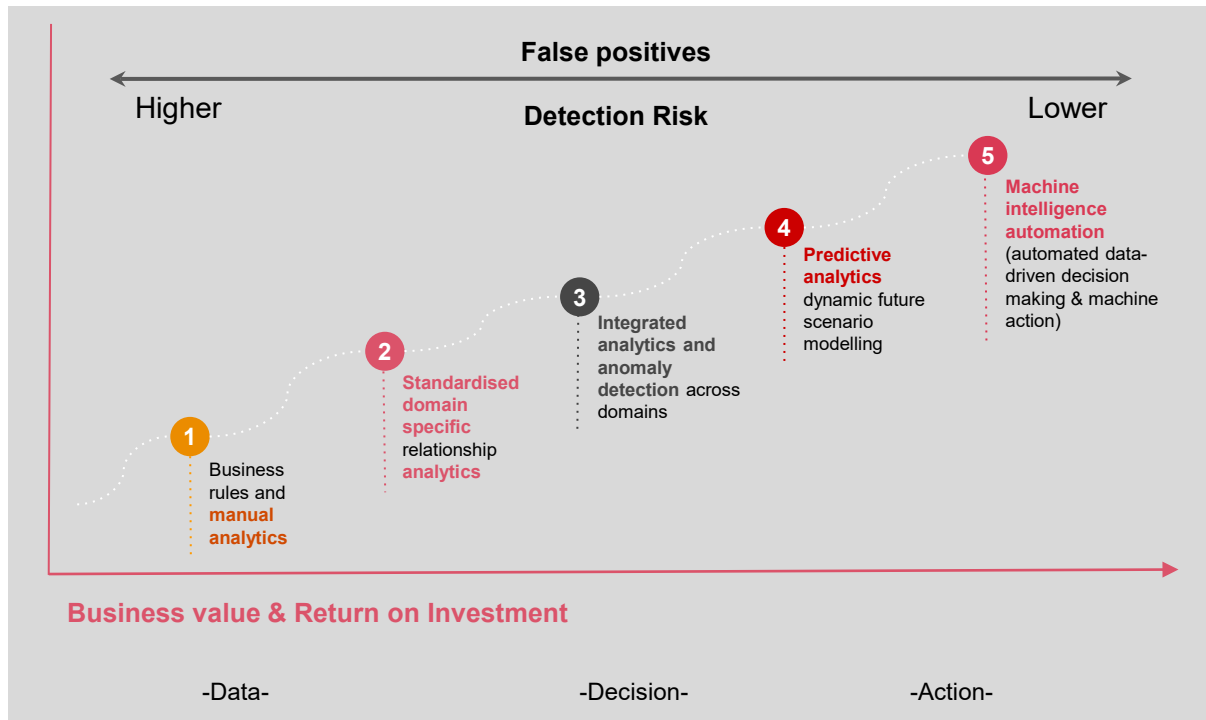 False positives
Higher
Detection Risk
Lower
5
Machine
intelligence
automation
(automated data-
driven decision
making & machine
action)
4
Predictive
analytics
dynamic future
scenario
modelling
3
Integrated
analytics and
anomaly
detection across
domains
2
Standardised
domain
specific
relationship
analytics
1
Business
rules and
manual
analytics
Business value & Return on Investment
-Data-
-Decision-
-Action-